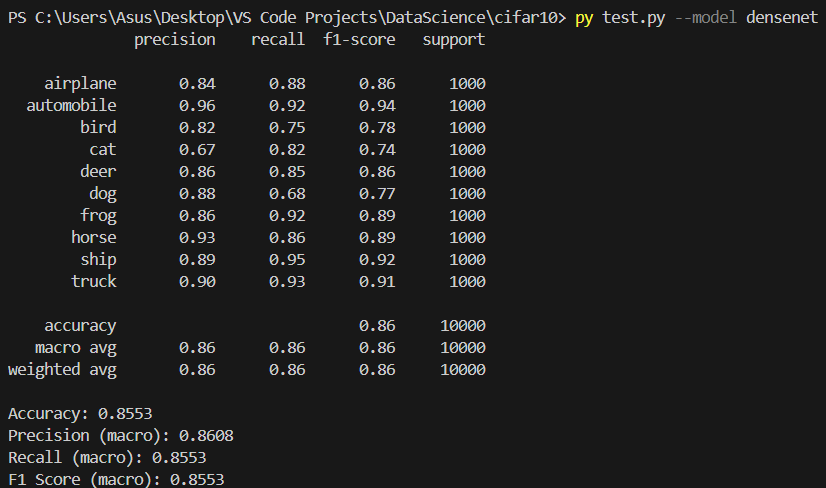 PS C:\Users\Asus\Desktop\VS Code Projects\DataScience\cifar10> py test.py --model densenet
precision recall f1-score support
airplane 0.84 0.88 0.86 1000
automobile 0.96 0.92 0.94 1000
bird 0.82 0.75 0.78 1000
cat 0.67 0.82 0.74 1000
deer 0.86 0.85 0.86 1000
dog 0.88 0.68 0.77 1000
frog 0.86 0.92 0.89 1000
horse 0.93 0.86 0.89 1000
ship 0.89 0.95 0.92 1000
truck 0.90 0.93 0.91 1000
accuracy 0.86 10000
macro avg 0.86 0.86 0.86 10000
weighted avg 0.86 0.86 0.86 10000
Accuracy: 0.8553
Precision (macro): 0.8608
Recall (macro): 0.8553
F1 Score (macro): 0.8553